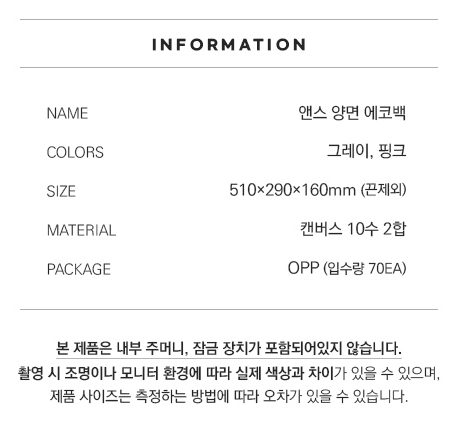 INFORMATION
NAME 앤스 양면 에코백
COLORS 그레이, 핑크
SIZE 510×290×160mm (끈제외)
MATERIAL 캔버스 10수 2합
PACKAGE OPP (입수량 70EA)
본 제품은 내부 주머니, 잠금 장치가 포함되어있지 않습니다.
촬영 시 조명이나 모니터 환경에 따라 실제 색상과 차이가 있을 수 있으며,
제품 사이즈는 측정하는 방법에 따라 오차가 있을 수 있습니다.